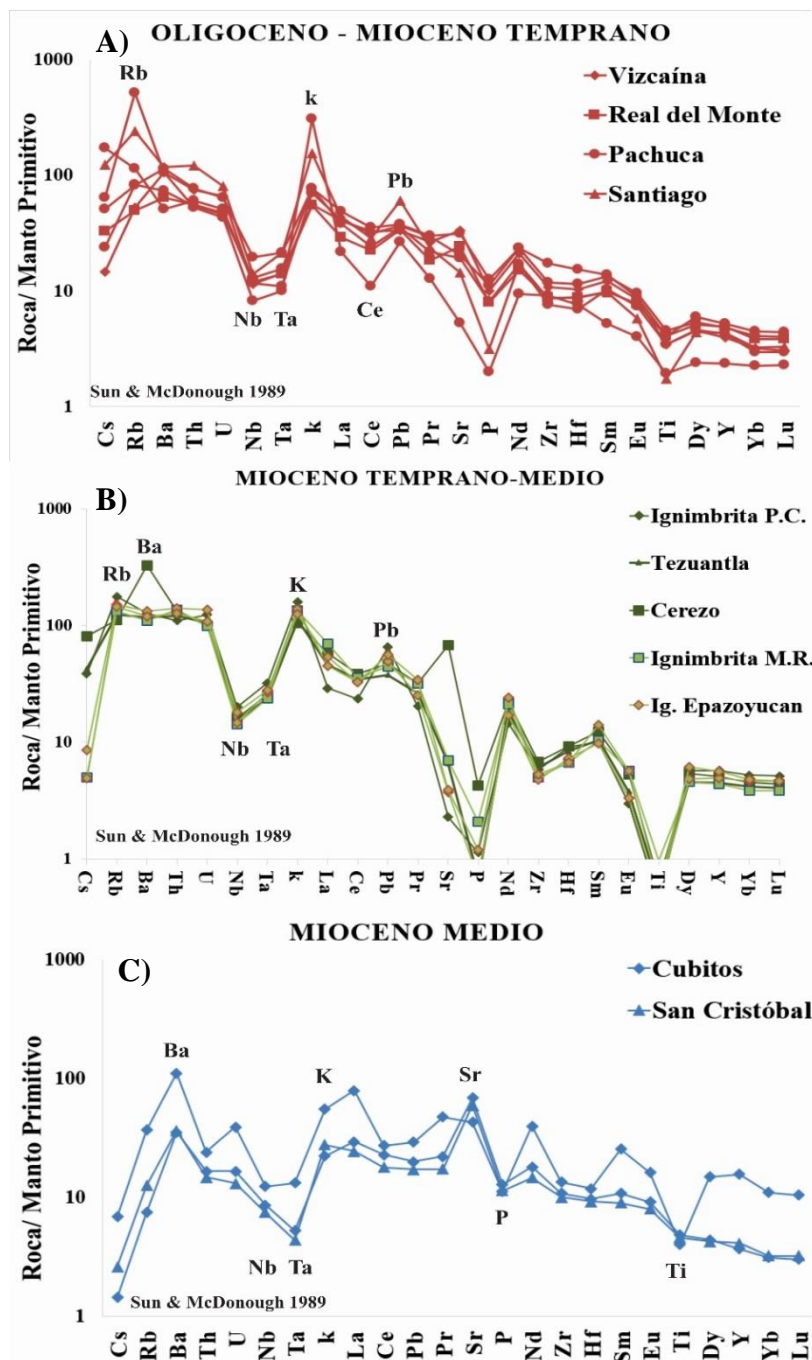 A)
OLIGOCENO - MIOCENO TEMPRANO
Roca/ Manto Primitivo
1000
100
10
1
Rb
k
Pb
Nb
Ta
Ce
Vizcaína
Real del Monte
Pachuca
Santiago
Sun & McDonough 1989
Cs Rb Ba Th U Nb Ta k La Ce Pb Pr Sr P Nd Zr Hf Sm Eu Ti Dy Y Yb Lu
MIOCENO TEMPRANO-MEDIO
B)
Roca/ Manto Primitivo
1000
100
10
1
Rb
Ba
K
Pb
Nb
Ta
Ignimbrita P.C.
Tezuantla
Cerezo
Ignimbrita M.R.
Ig. Epazoyucan
Sun & McDonough 1989
Cs Rb Ba Th U Nb Ta k La Ce Pb Pr Sr P Nd Zr Hf Sm Eu Ti Dy Y Yb Lu
MIOCENO MEDIO
C)
Roca/ Manto Primitivo
1000
100
10
1
Ba
K
Sr
Nb
Ta
P
Ti
Cubitos
San Cristóbal
Sun & McDonough 1989
Cs Rb Ba Th U Nb Ta k La Ce Pb Pr Sr P Nd Zr Hf Sm Eu Ti Dy Y Yb Lu